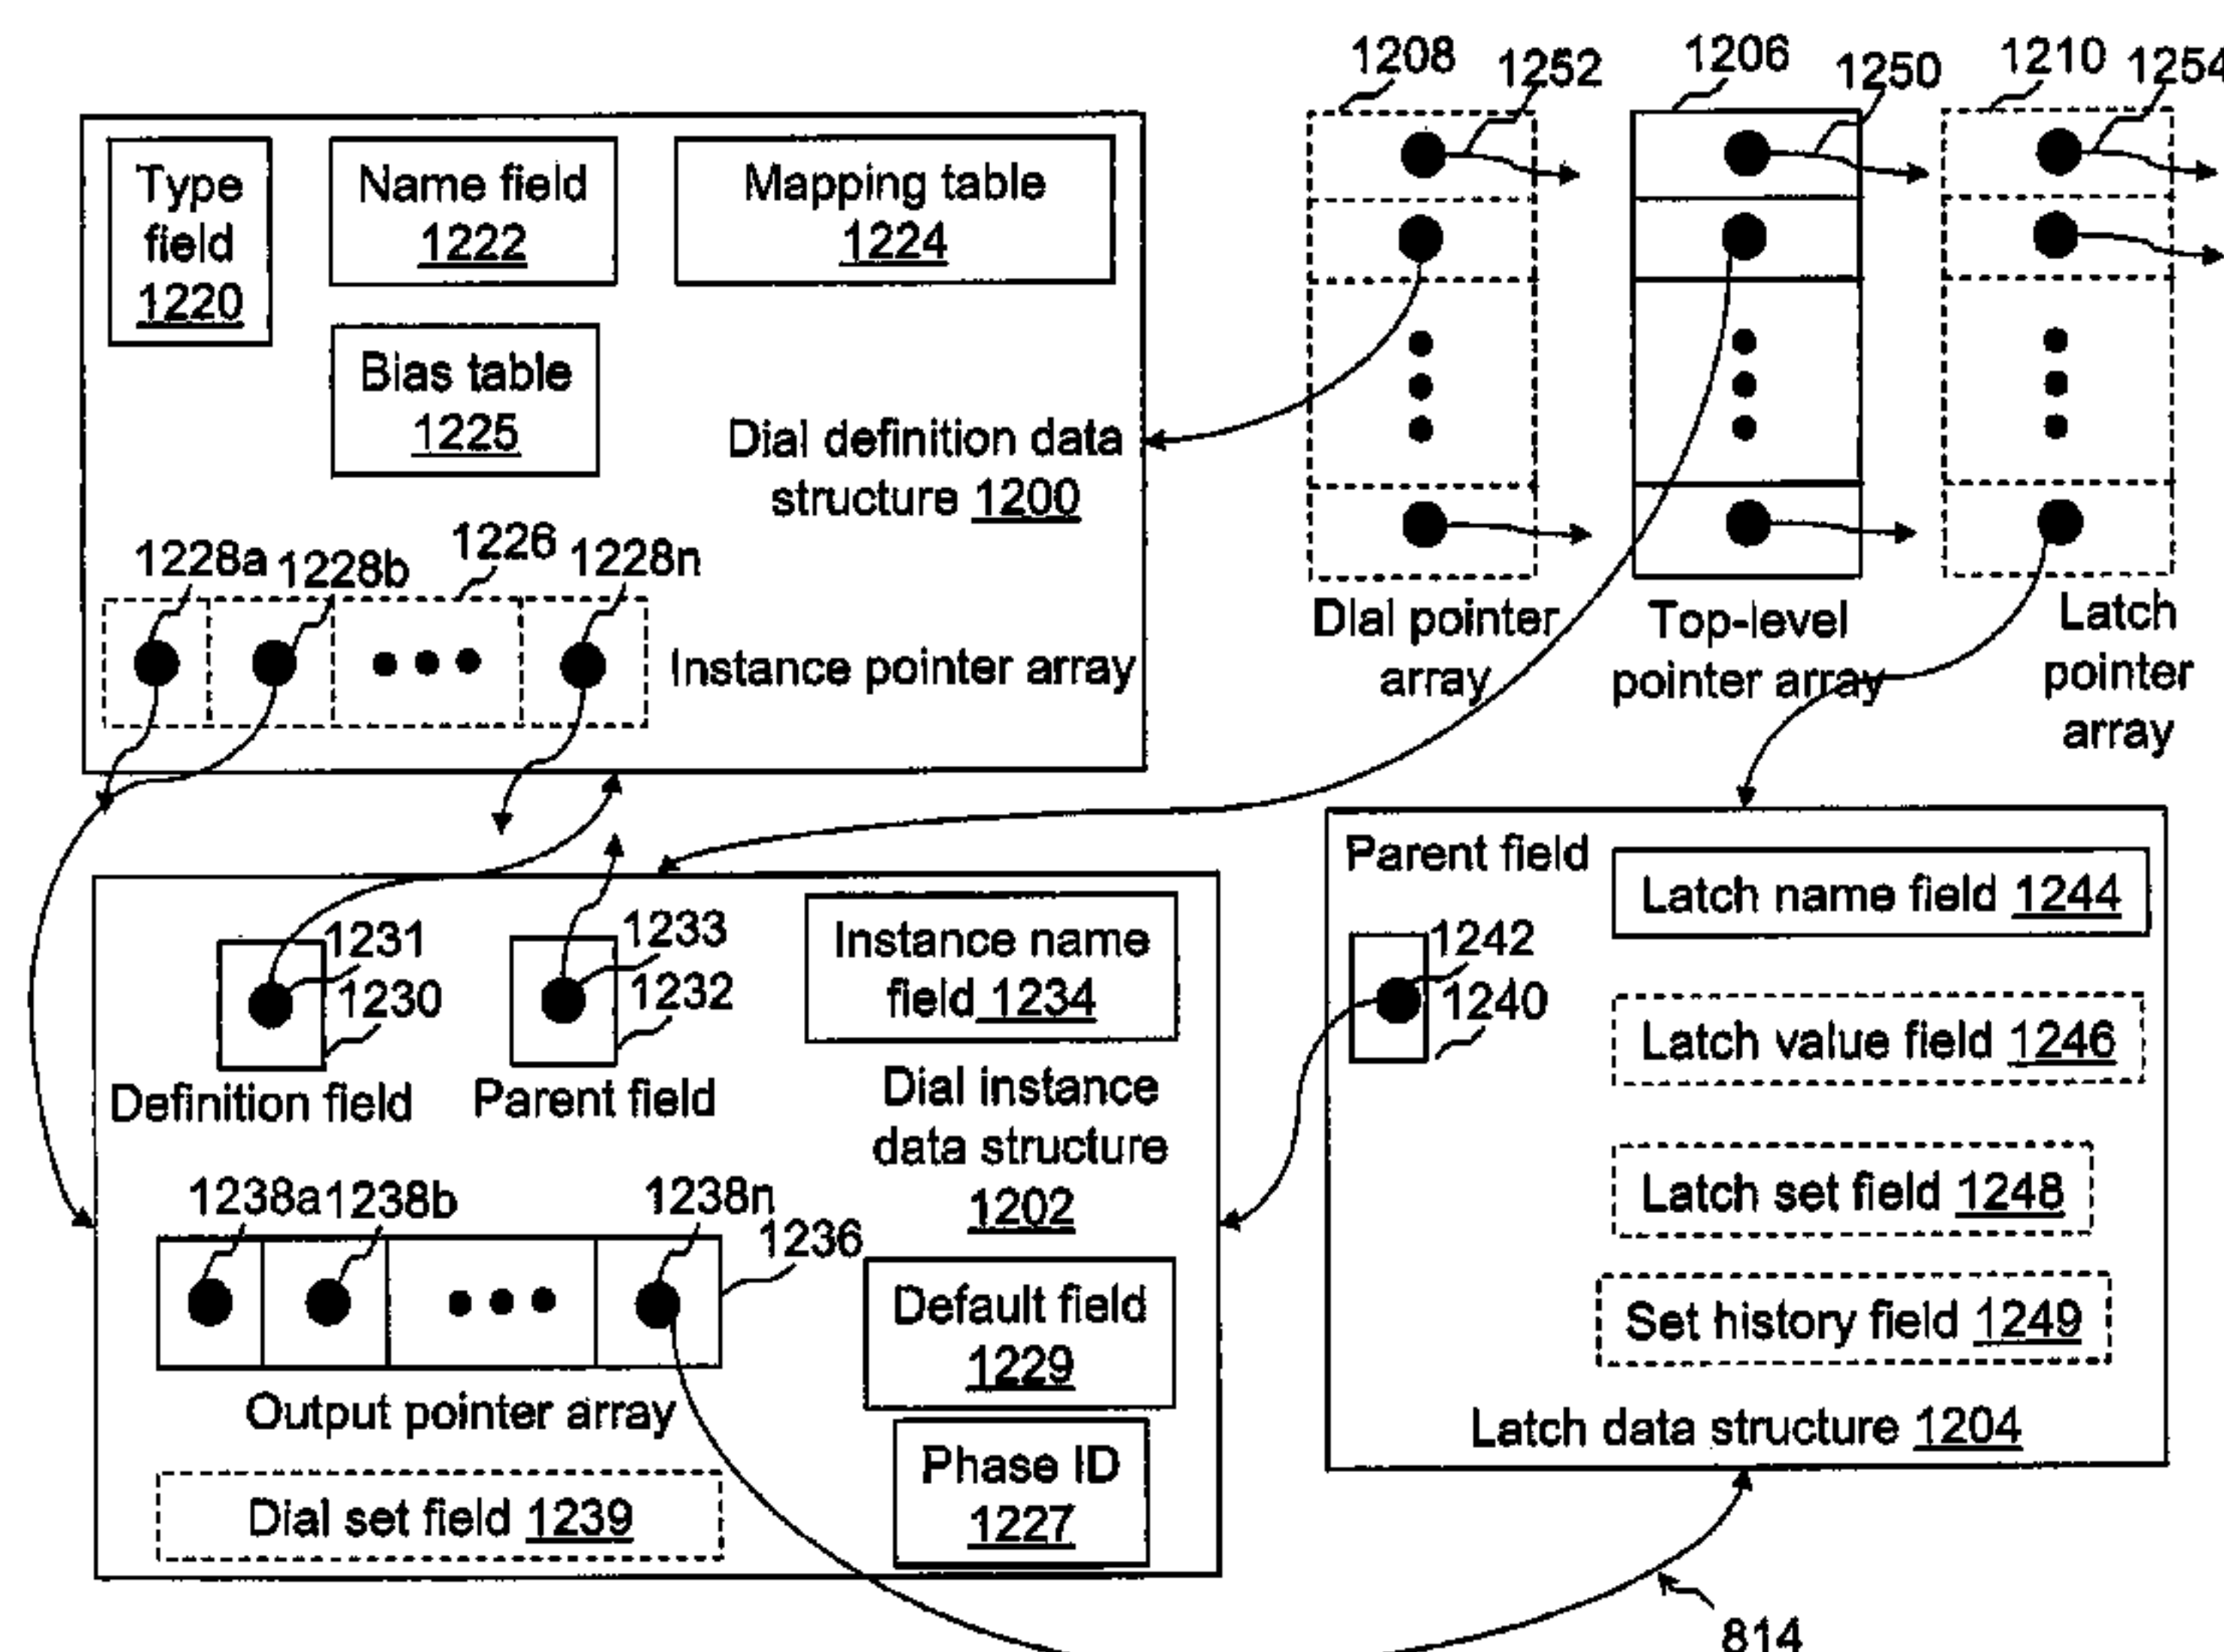 1208
1252
1206
1250
1210
1254
Type
field
1220
Name field
1222
Mapping table
1224
Bias table
1225
Dial definition data
structure 1200
1228a
1228b
1226
1228n
Instance pointer array
Dial pointer
array
Top-level
pointer array
Latch
pointer
array
1231
1230
Definition field
1233
1232
Parent field
Instance name
field 1234
Dial instance
data structure
1202
1238a
1238b
1238n
1236
Output pointer array
Default field
1229
Phase ID
1227
Dial set field 1239
Parent field
1242
1240
Latch name field 1244
Latch value field 1246
Latch set field 1248
Set history field 1249
Latch data structure 1204
814